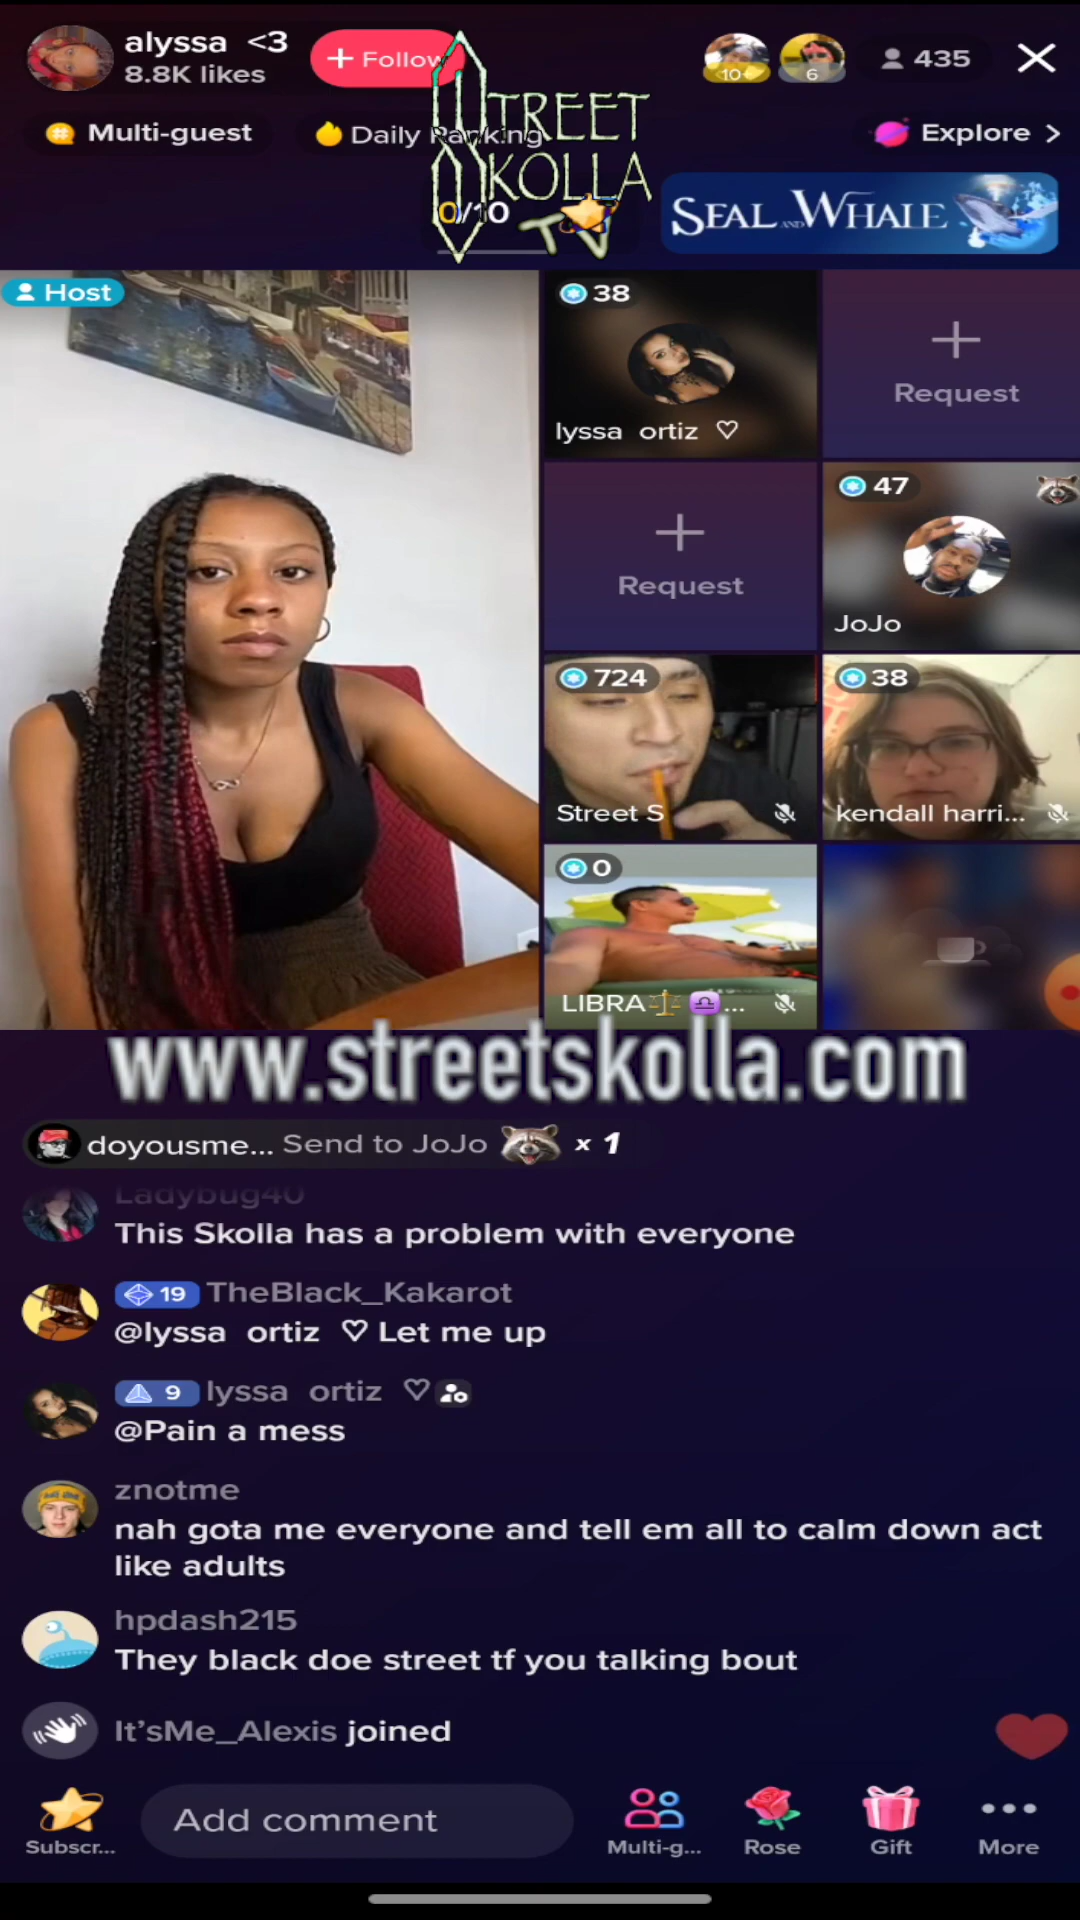 alyssa <3
8.8K likes
+ Follow
10
6
435
Multi-guest
Daily Ranking
Explore >
STREET
SKOLLA
TV
0/10
SEAL AND WHALE
Host
38
lyssa ortiz ♡
Request
Request
47
JoJo
724
Street S
38
kendall harri...
0
LIBRA⚖️♎...
www.streetskolla.com
doyousme... Send to JoJo 🦝 x 1
Ladybug40
This Skolla has a problem with everyone
19 TheBlack_Kakarot
@lyssa ortiz ♡ Let me up
9 lyssa ortiz ♡
@Pain a mess
znotme
nah gota me everyone and tell em all to calm down act
like adults
hpdash215
They black doe street tf you talking bout
It'sMe_Alexis joined
Add comment
Subscr...
Multi-g...
Rose
Gift
More